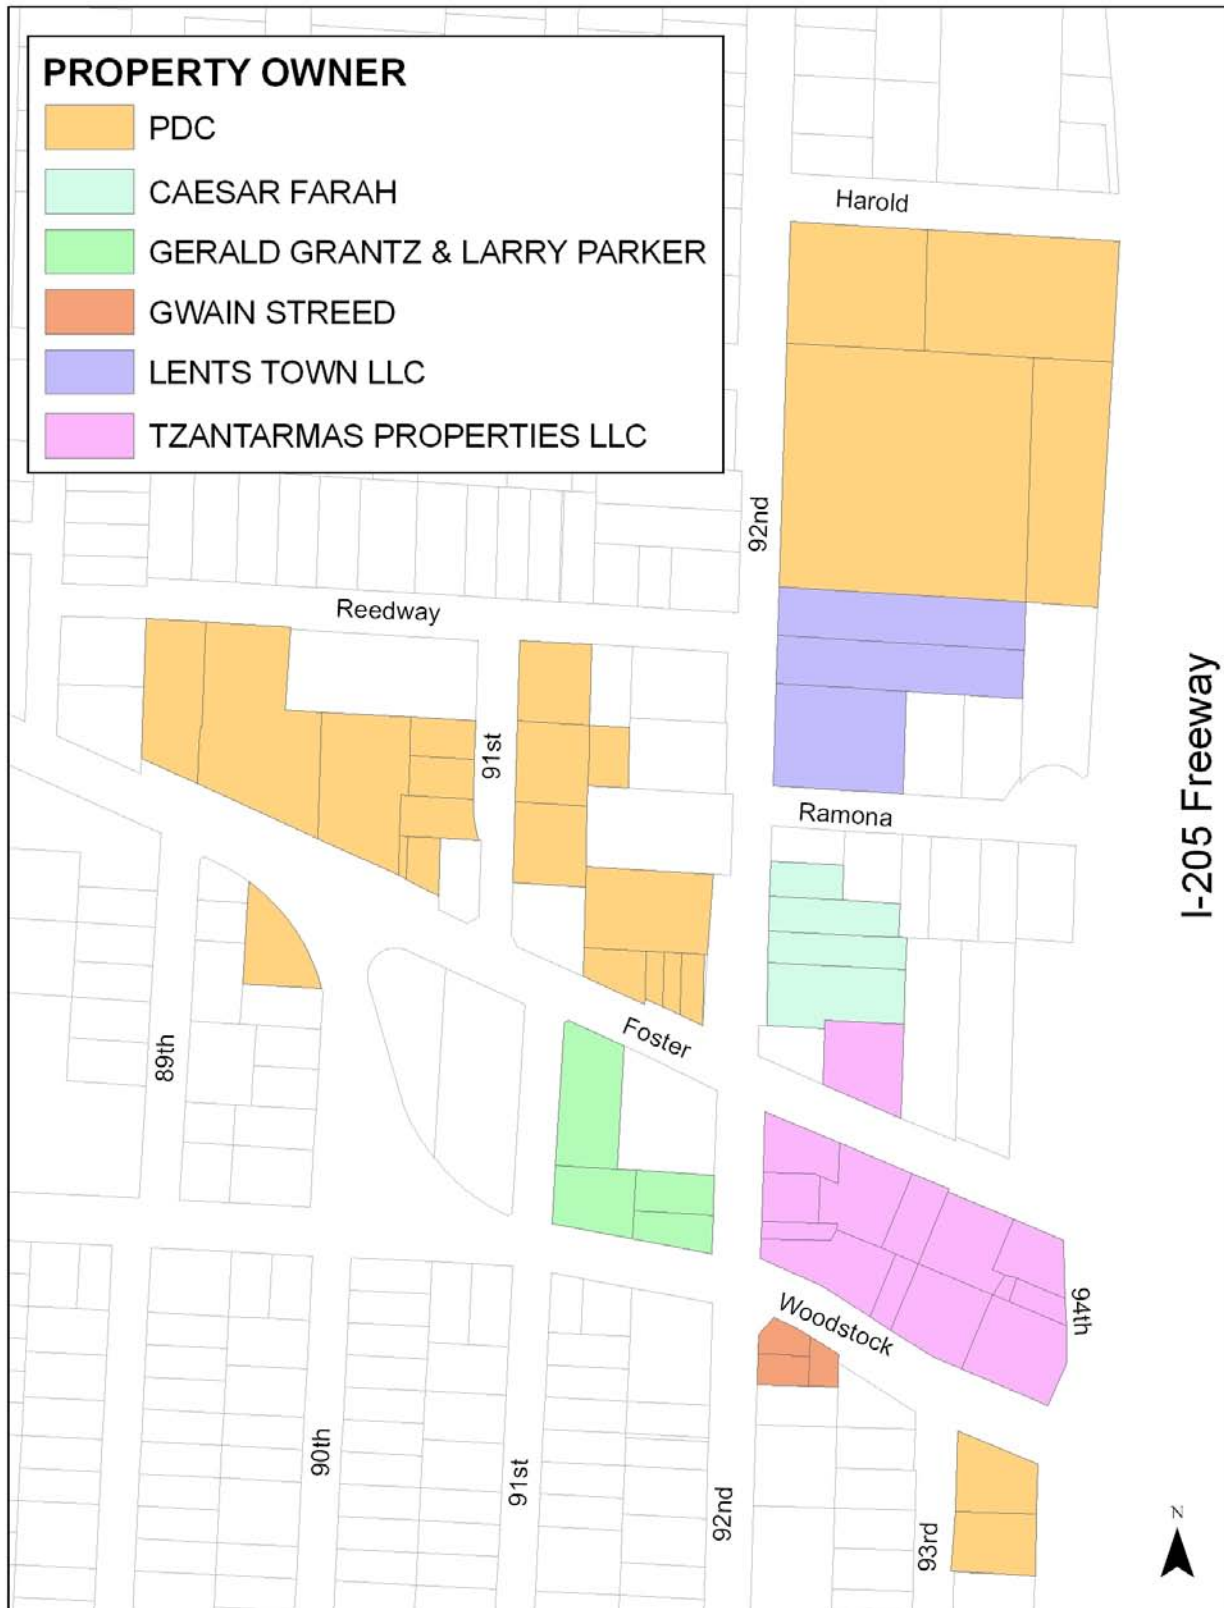 PROPERTY OWNER
PDC
CAESAR FARAH
GERALD GRANTZ & LARRY PARKER
GWAIN STREED
LENTS TOWN LLC
TZANTARMAS PROPERTIES LLC
Harold
92nd
Reedway
91st
I-205 Freeway
Ramona
Foster
89th
94th
Woodstock
90th
91st
92nd
93rd
N